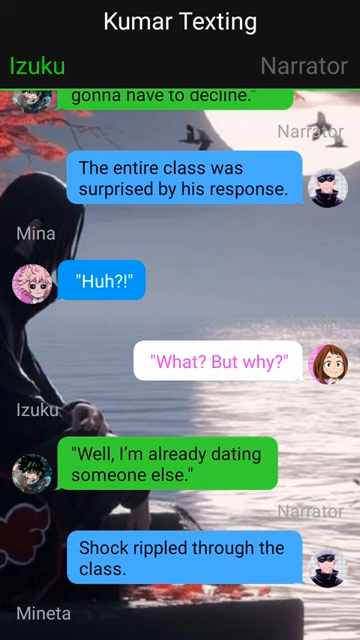 Kumar Texting
Izuku
Narrator
gonna have to decline."
Narrator
The entire class was
surprised by his response.
Mina
"Huh?!"
"What? But why?"
Izuku
"Well, I'm already dating
someone else."
Narrator
Shock rippled through the
class.
Mineta